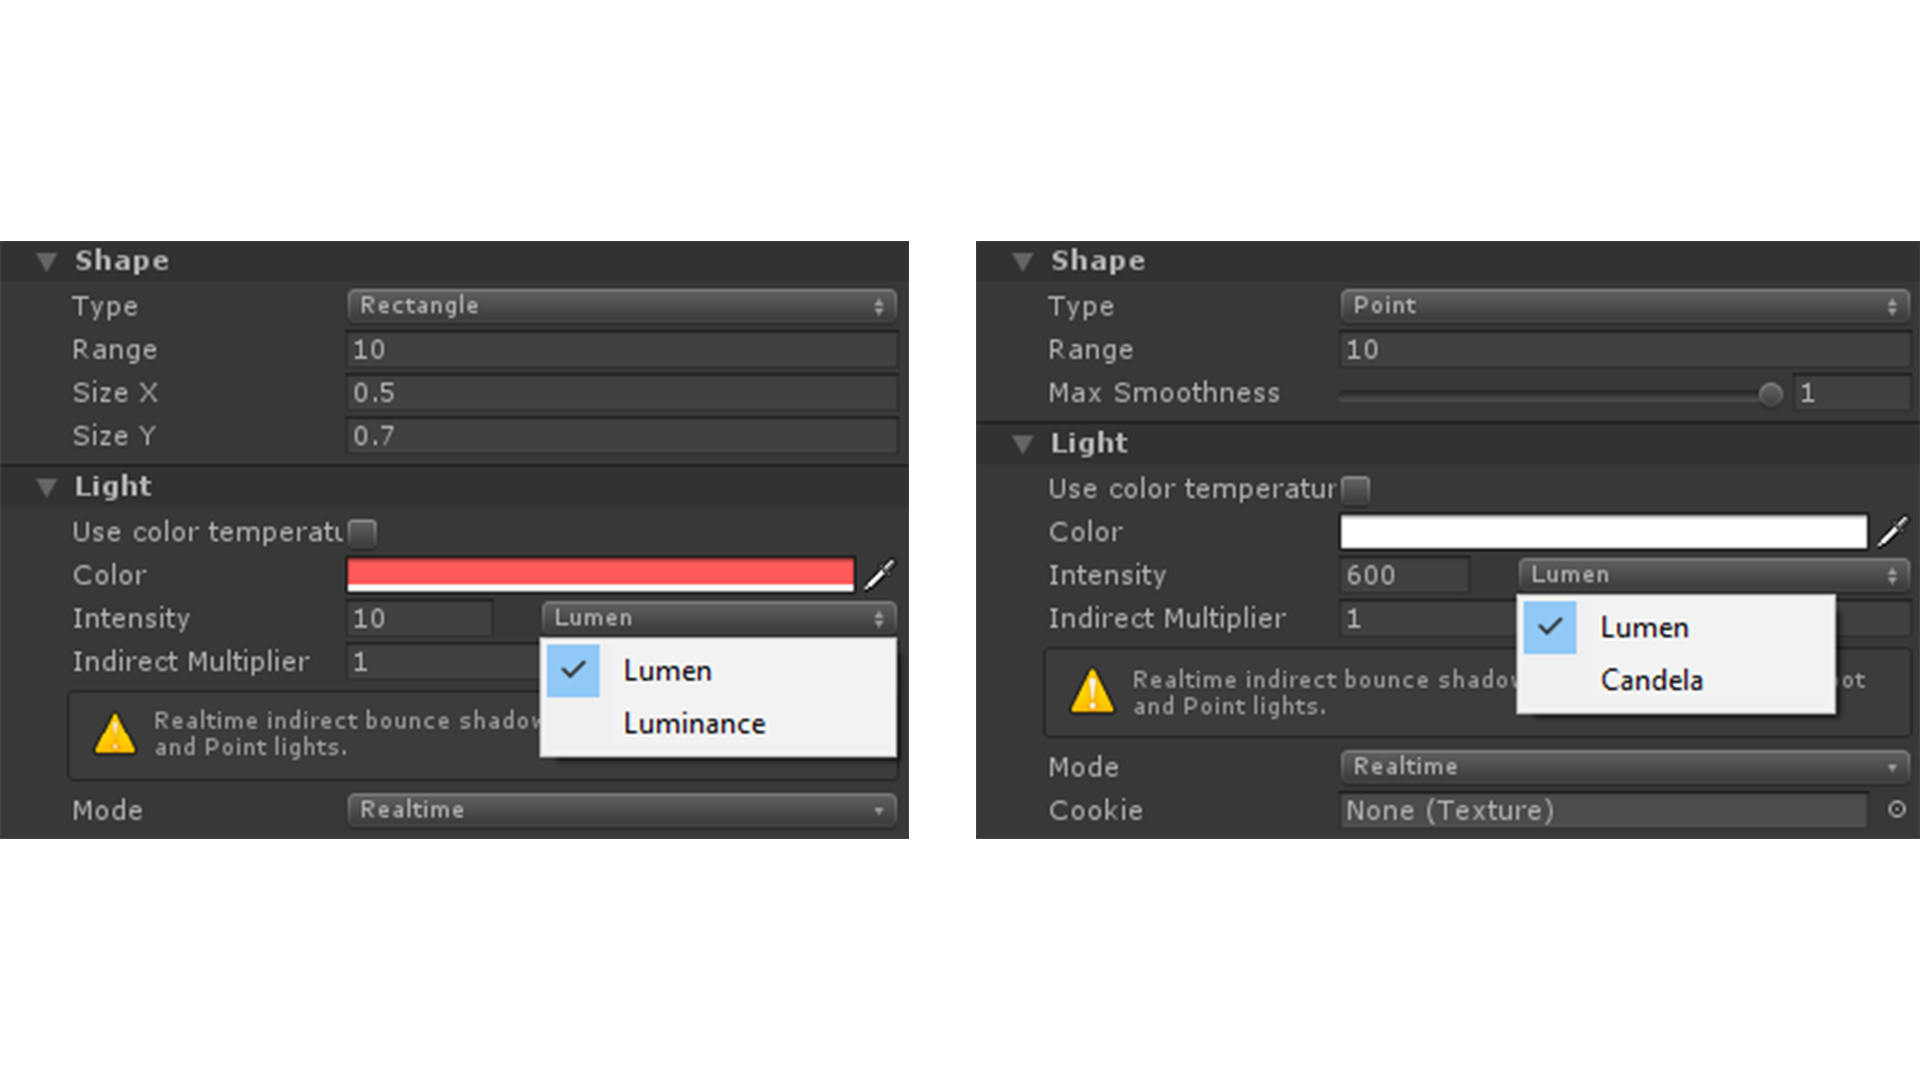 Shape
Type Rectangle
Range 10
Size X 0.5
Size Y 0.7
Light
Use color temperatu
Color
Intensity 10 Lumen
Lumen
Luminance
Indirect Multiplier 1
Realtime indirect bounce shadow
and Point lights.
Mode Realtime
Shape
Type Point
Range 10
Max Smoothness 1
Light
Use color temperatur
Color
Intensity 600 Lumen
Lumen
Candela
Indirect Multiplier 1
Realtime indirect bounce shado ot
and Point lights.
Mode Realtime
Cookie None (Texture)